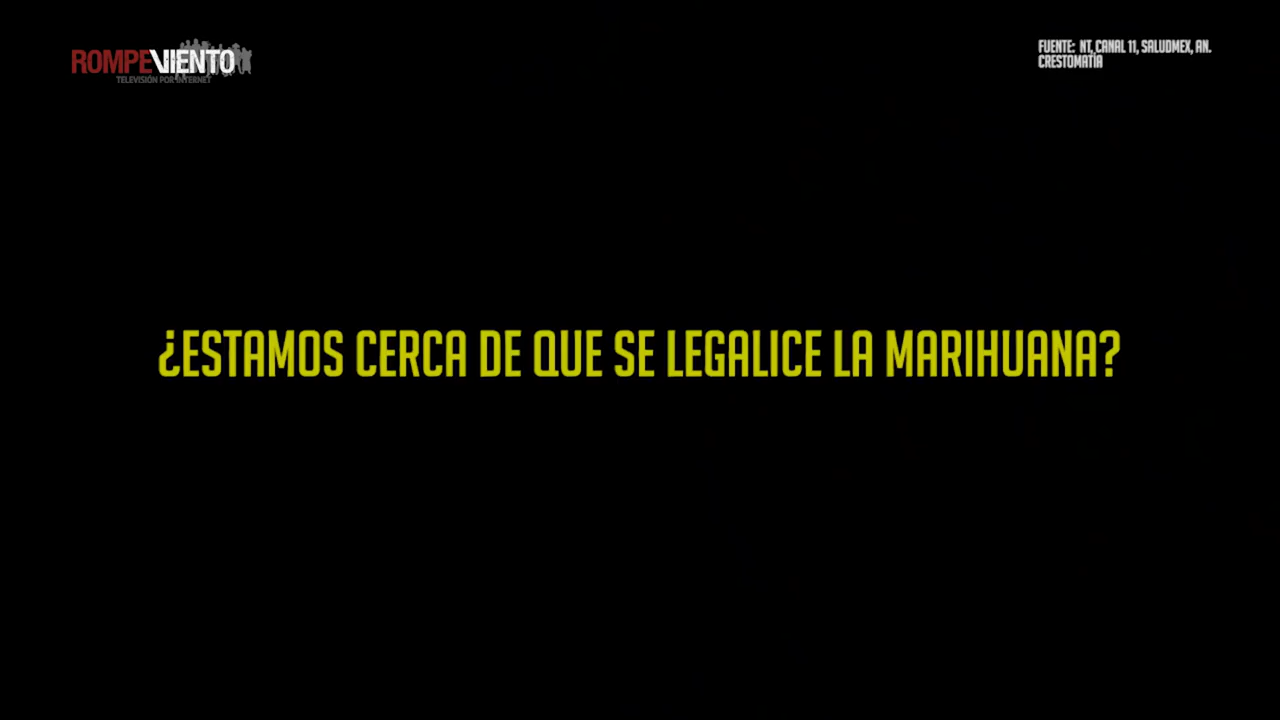 ROMPEVIENTO
TELEVISIÓN POR INTERNET
FUENTE: NT, CANAL 11, SALUDMEX, AN.
CRESTOMATÍA
¿ESTAMOS CERCA DE QUE SE LEGALICE LA MARIHUANA?